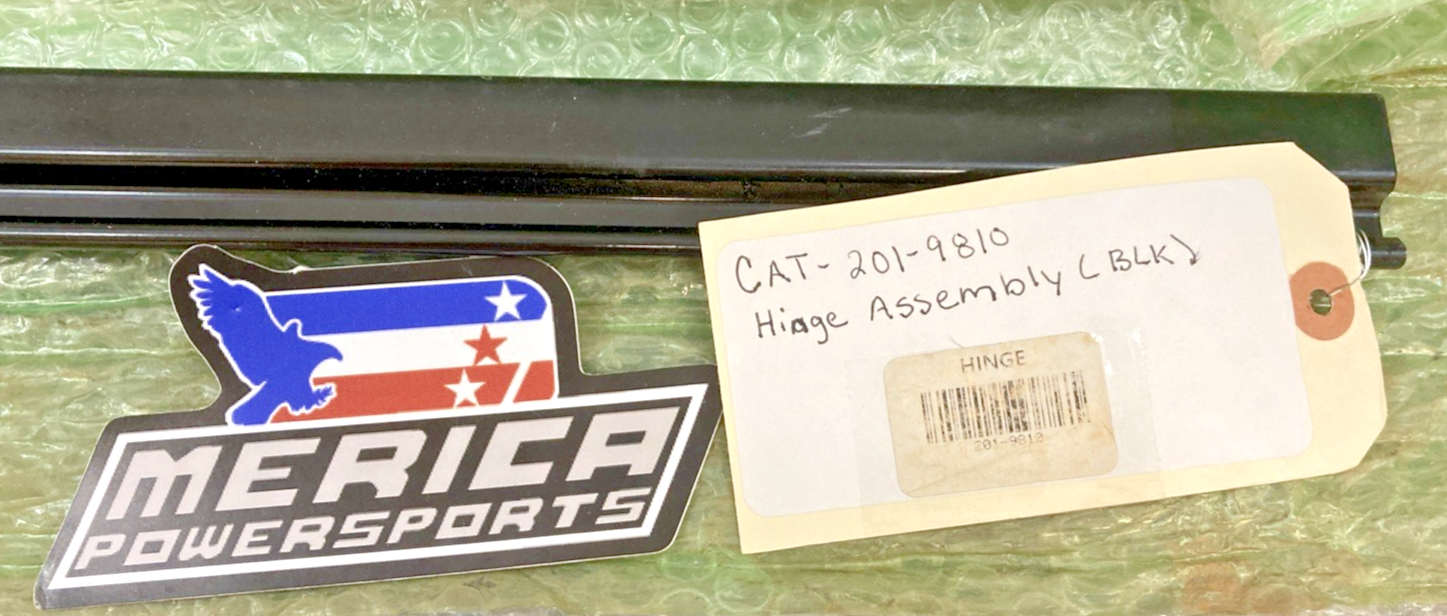 CAT- 201-9810
Hinge Assembly (BLK)
HINGE
201-9810
MERICA
POWERSPORTS